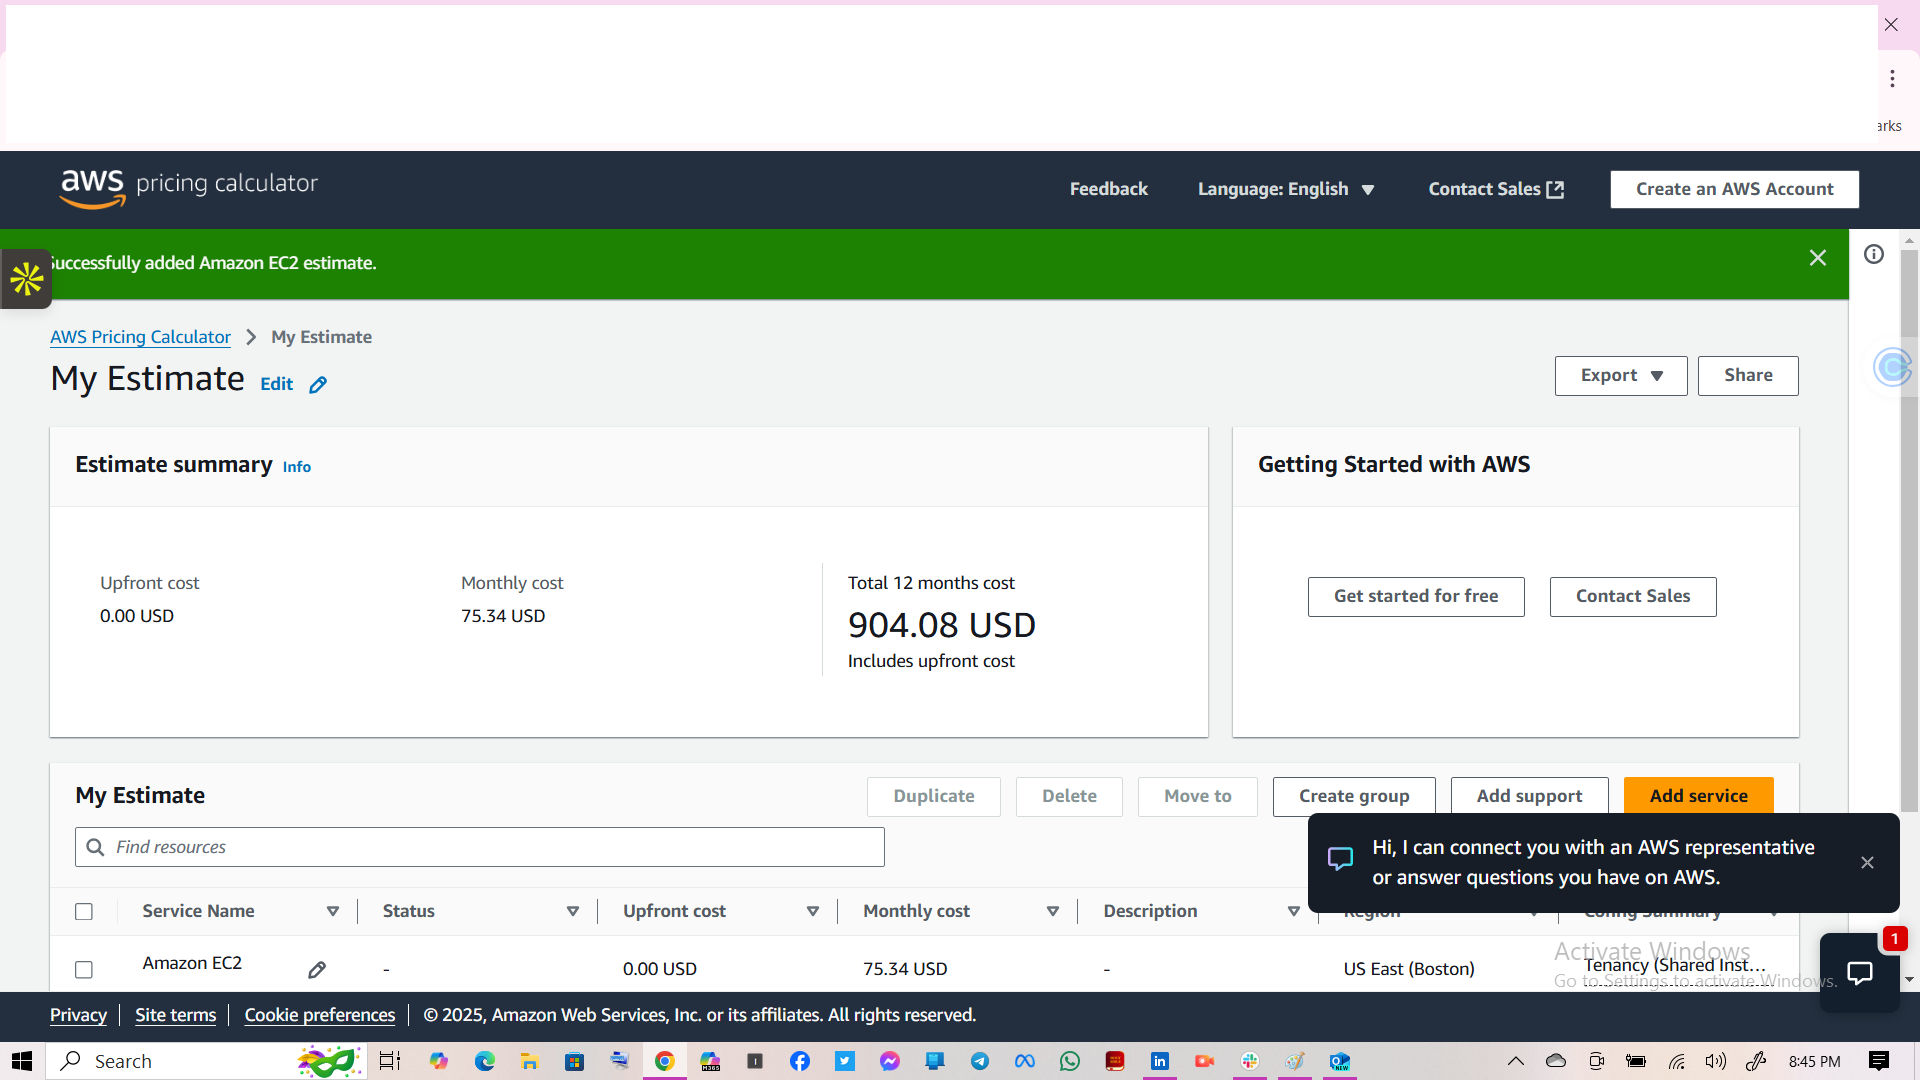 arks
aws pricing calculator
Feedback
Language: English
Contact Sales
Create an AWS Account
Successfully added Amazon EC2 estimate.
AWS Pricing Calculator
My Estimate
My Estimate
Edit
Export
Share
Estimate summary
Info
Getting Started with AWS
Upfront cost
0.00 USD
Monthly cost
75.34 USD
Total 12 months cost
904.08 USD
Includes upfront cost
Get started for free
Contact Sales
My Estimate
Duplicate
Delete
Move to
Create group
Add support
Add service
Find resources
Hi, I can connect you with an AWS representative
or answer questions you have on AWS.
Service Name
Status
Upfront cost
Monthly cost
Description
Region
Config Summary
Amazon EC2
-
0.00 USD
75.34 USD
-
US East (Boston)
Tenancy (Shared Inst...
Activate Windows
Go to Settings to activate Windows.
1
Privacy
Site terms
Cookie preferences
© 2025, Amazon Web Services, Inc. or its affiliates. All rights reserved.
Search
M365
NEW
8:45 PM